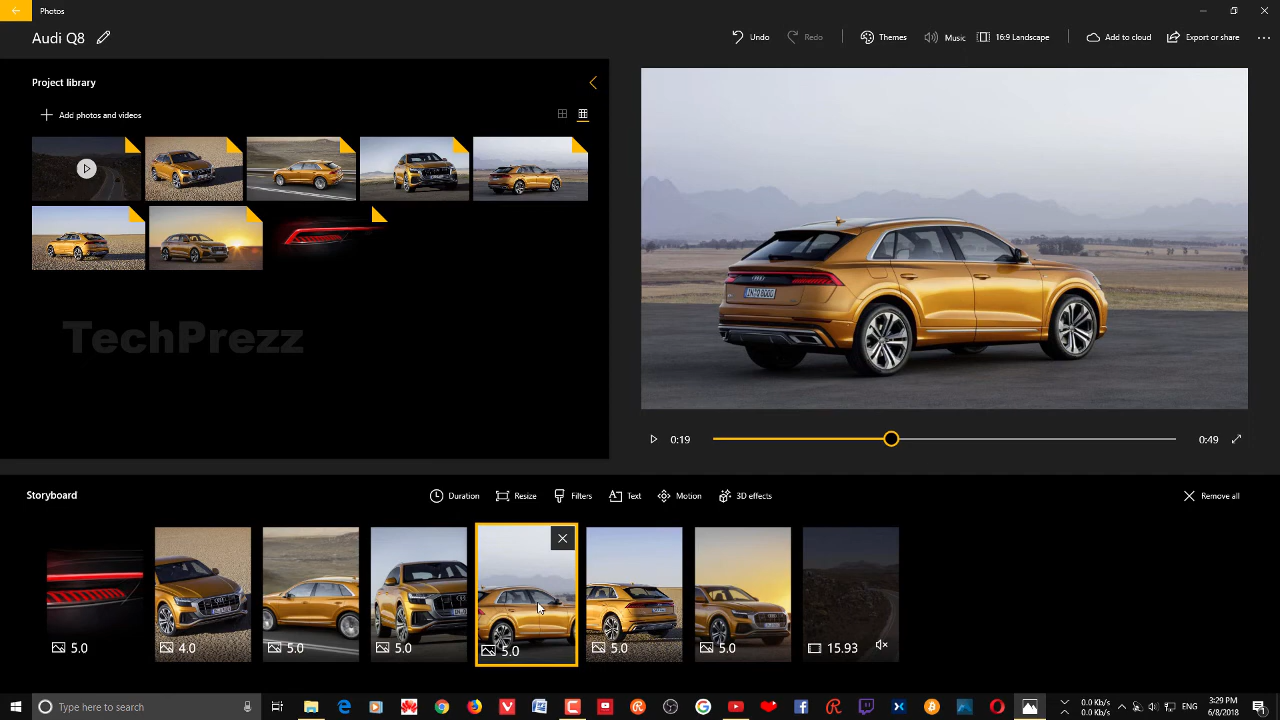 Photos
Audi Q8
Undo
Redo
Themes
Music
16:9 Landscape
Add to cloud
Export or share
Project library
Add photos and videos
TechPrezz
0:19
0:49
Storyboard
Duration
Resize
Filters
Text
Motion
3D effects
Remove all
5.0
4.0
5.0
5.0
5.0
5.0
5.0
15.93
Type here to search
0.0 Kb/s
0.0 Kb/s
ENG
3:29 PM
6/8/2018